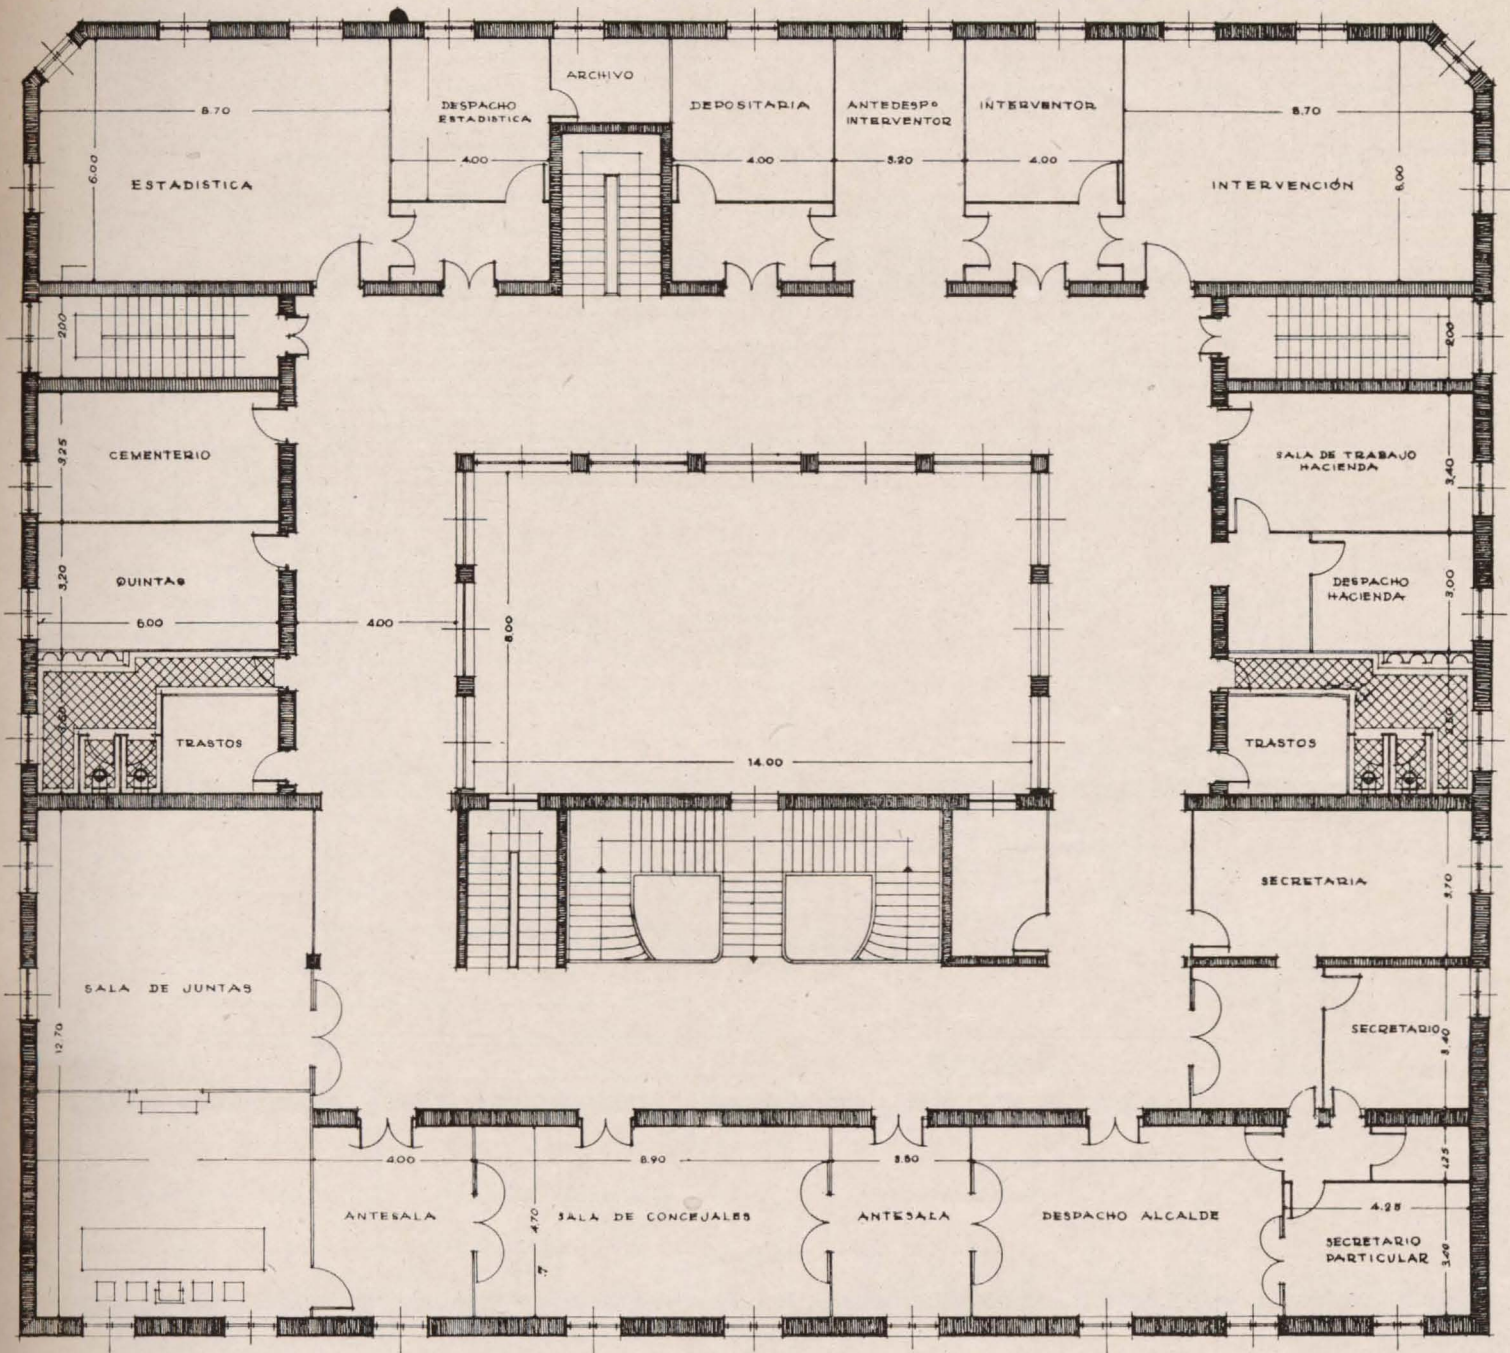 ARCHIVO
DESPACHO
ESTADISTICA
DEPOSITARIA
ANTEDESPº
INTERVENTOR
INTERVENTOR
8.70
8.70
4.00
4.00
3.20
4.00
6.00
ESTADISTICA
INTERVENCIÓN
6.00
2.00
2.00
CEMENTERIO
3.25
SALA DE TRABAJO
HACIENDA
3.40
QUINTAS
3.20
DESPACHO
HACIENDA
3.00
6.00
4.00
8.00
TRASTOS
TRASTOS
14.00
SECRETARIA
3.70
SALA DE JUNTAS
12.70
SECRETARIO
3.40
4.00
8.90
3.50
1.25
4.70
ANTESALA
SALA DE CONCEJALES
ANTESALA
DESPACHO ALCALDE
4.25
SECRETARIO
PARTICULAR
3.40